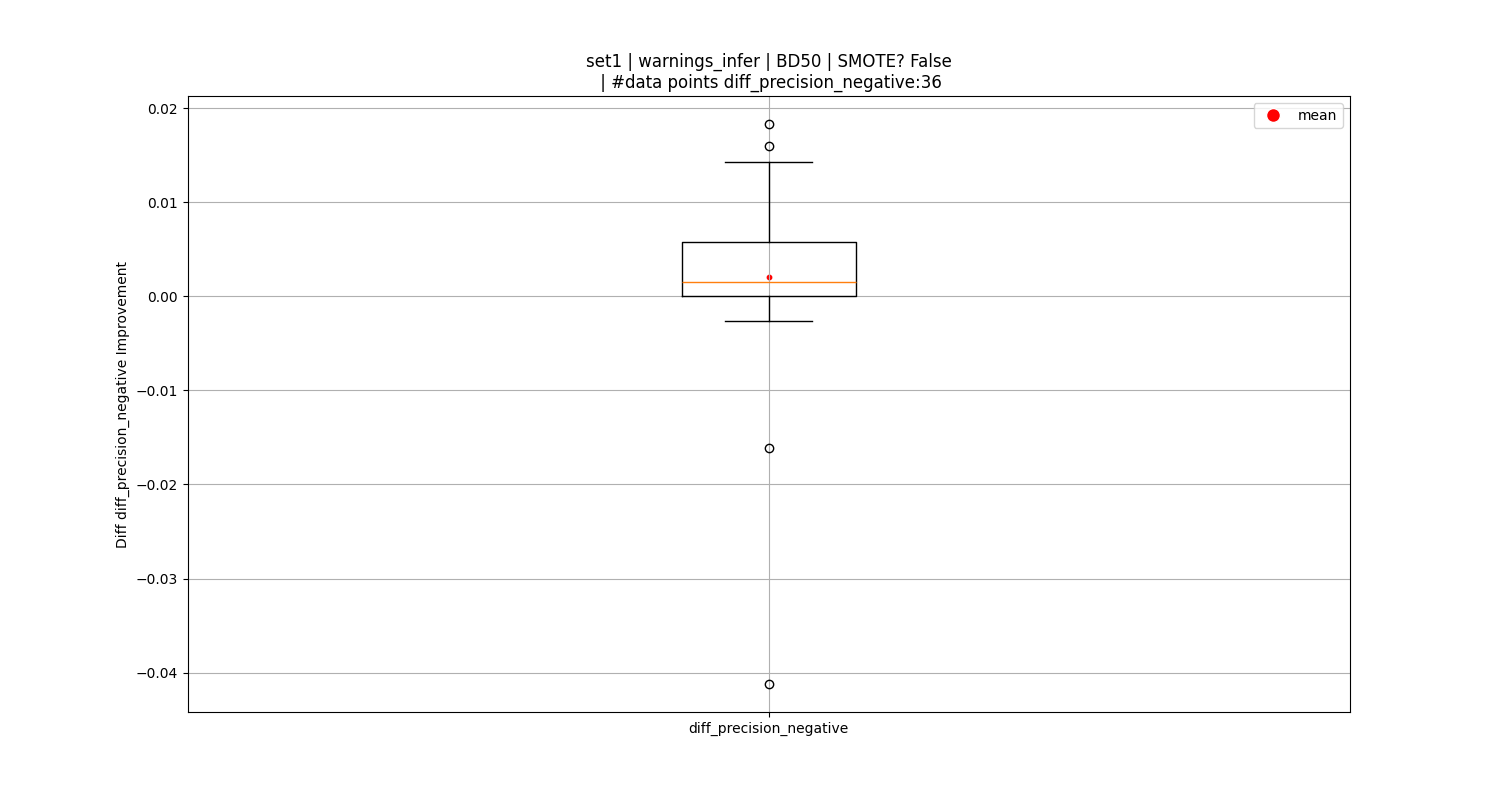 set1 | warnings_infer | BD50 | SMOTE? False
| #data points diff_precision_negative:36
mean
0.02
0.01
0.00
−0.01
−0.02
−0.03
−0.04
Diff diff_precision_negative Improvement
diff_precision_negative